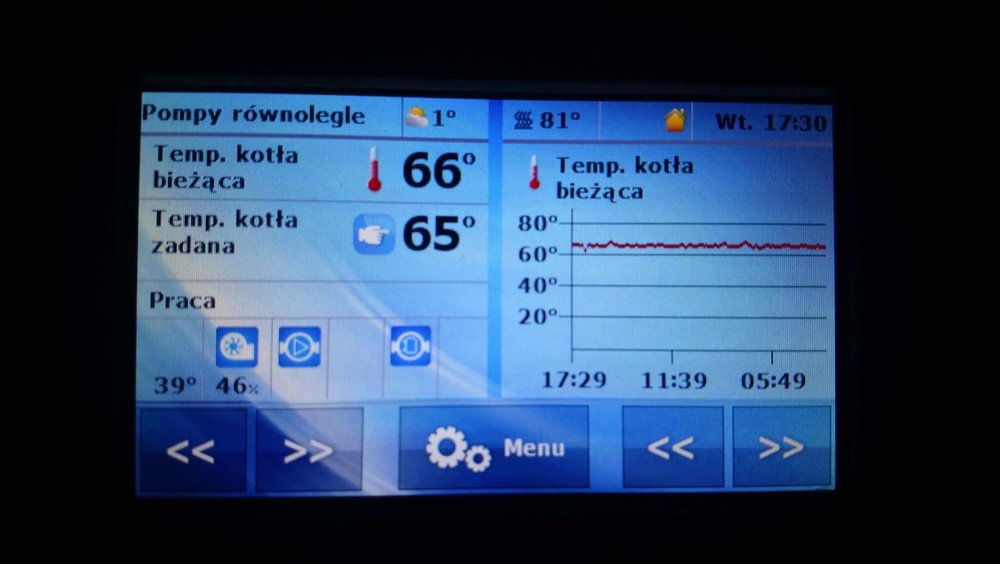 Pompy równolegle
1°
81°
Wt. 17:30
Temp. kotła
bieżąca
66°
Temp. kotła
zadana
65°
Praca
39°
46%
Temp. kotła
bieżąca
80°
60°
40°
20°
17:29
11:39
05:49
<<
>>
Menu
<<
>>